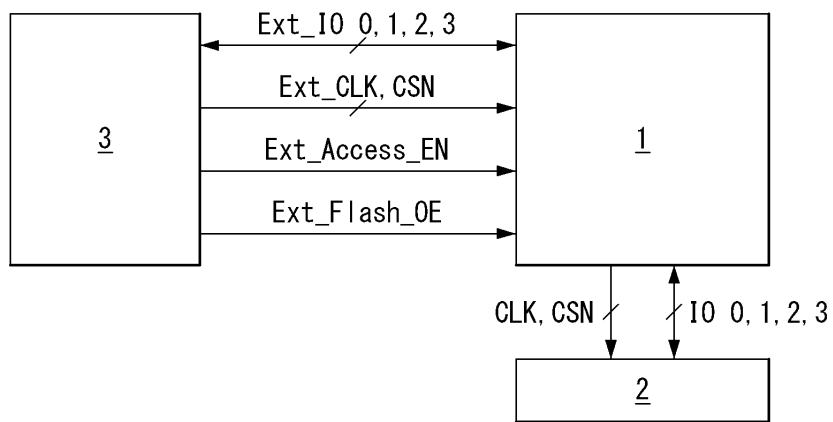 Ext_IO 0,1,2,3
Ext_CLK,CSN
3
1
Ext_Access_EN
Ext_Flash_OE
CLK,CSN
IO 0,1,2,3
2